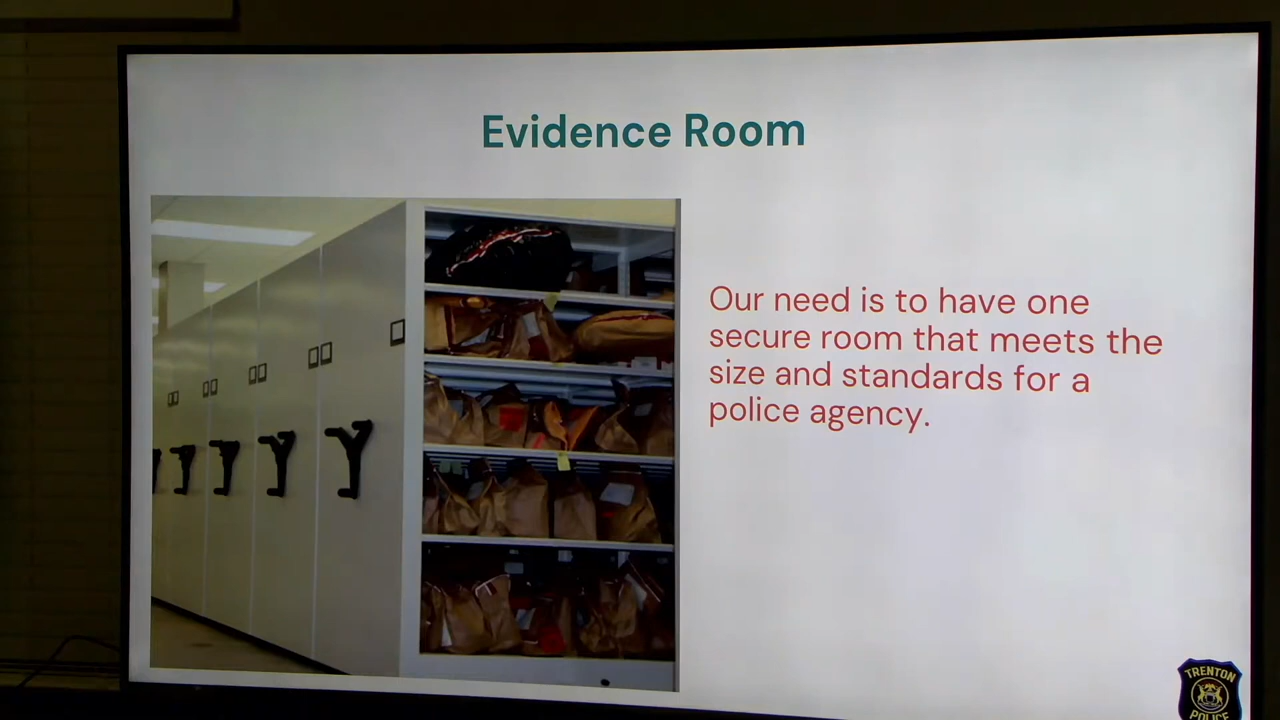 Evidence Room
Our need is to have one
secure room that meets the
size and standards for a
police agency.
TRENTON
POLICE